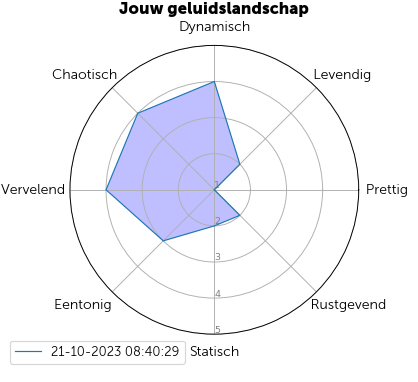 Jouw geluidslandschap
Dynamisch
Chaotisch
Levendig
Vervelend
1
Prettig
2
3
4
Eentonig
Rustgevend
5
21-10-2023 08:40:29
Statisch